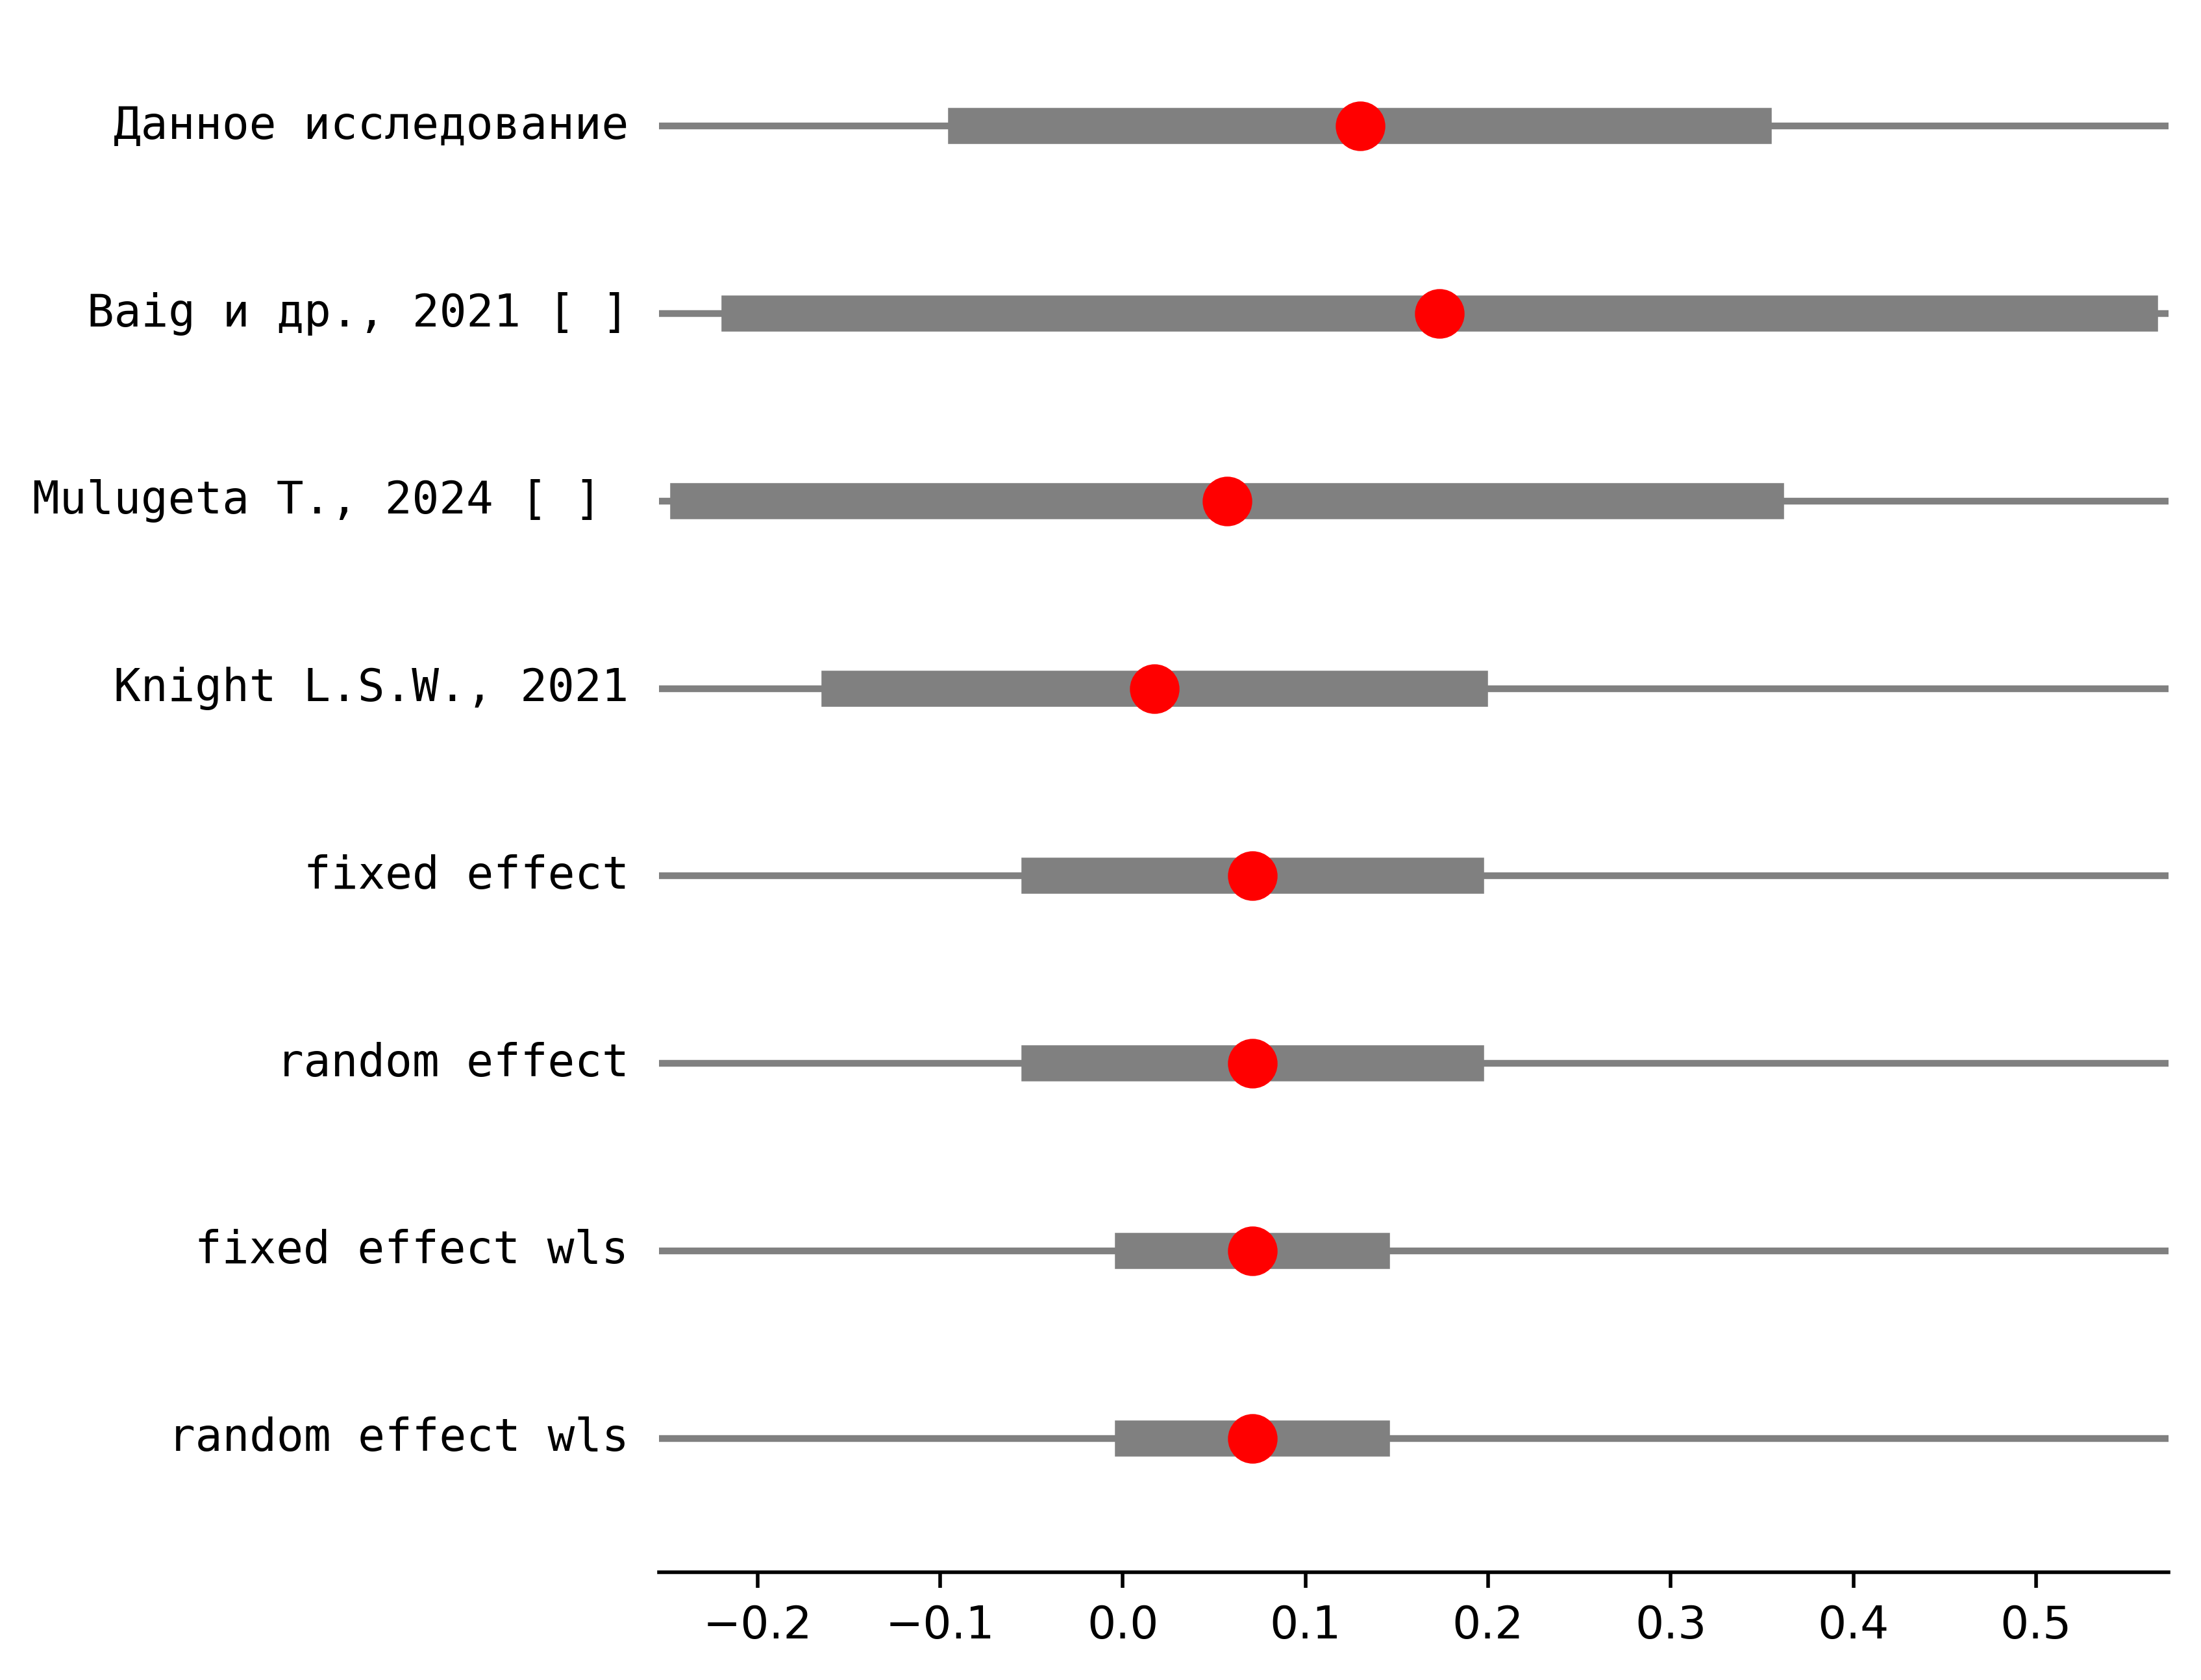 Данное исследование
Baig и др., 2021 [ ]
Mulugeta T., 2024 [ ]
Knight L.S.W., 2021
fixed effect
random effect
fixed effect wls
random effect wls
−0.2 −0.1 0.0 0.1 0.2 0.3 0.4 0.5